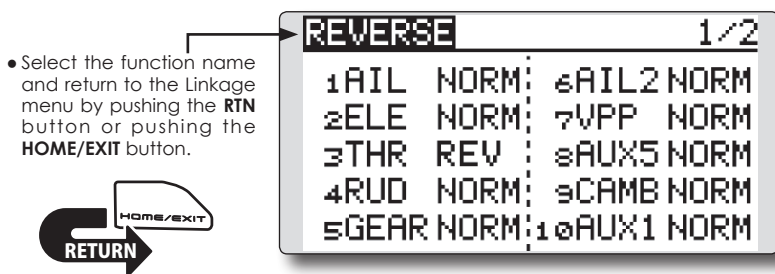 ● Select the function name
and return to the Linkage
menu by pushing the RTN
button or pushing the
HOME/EXIT button.
HOME/EXIT
RETURN
REVERSE 1/2
1AIL NORM 6AIL2 NORM
2ELE NORM 7VPP NORM
3THR REV 8AUX5 NORM
4RUD NORM 9CAMB NORM
5GEAR NORM 10AUX1 NORM